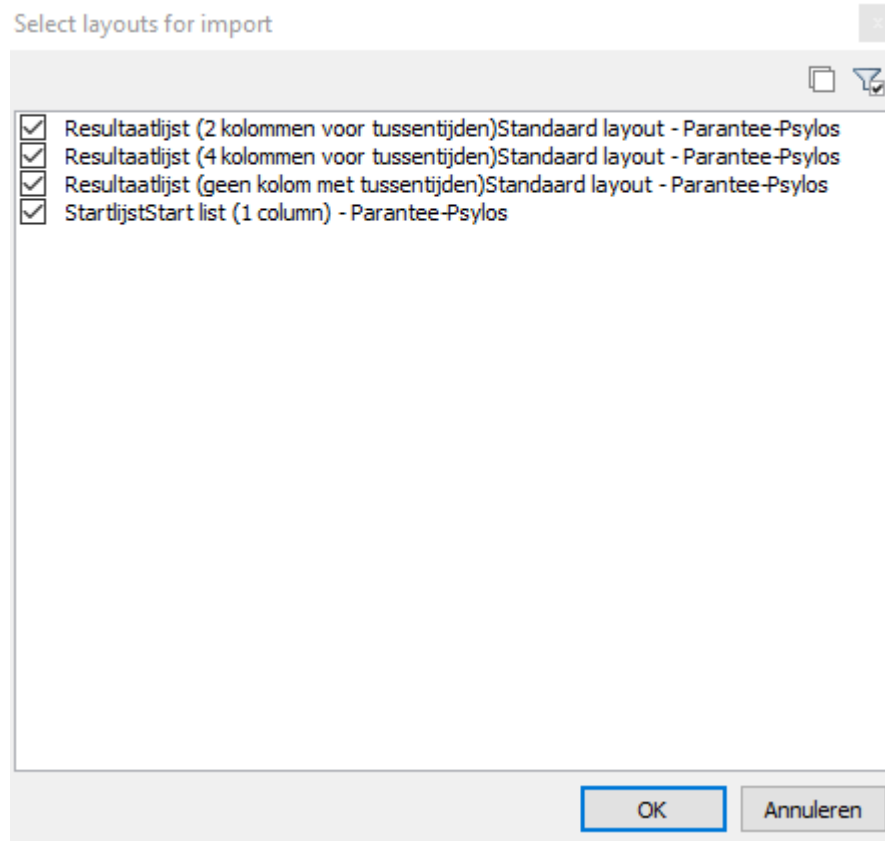 Select layouts for import
Resultaatlijst (2 kolommen voor tussentijden)Standaard layout - Parantee-Psylos
Resultaatlijst (4 kolommen voor tussentijden)Standaard layout - Parantee-Psylos
Resultaatlijst (geen kolom met tussentijden)Standaard layout - Parantee-Psylos
StartlijstStart list (1 column) - Parantee-Psylos
OK Annuleren